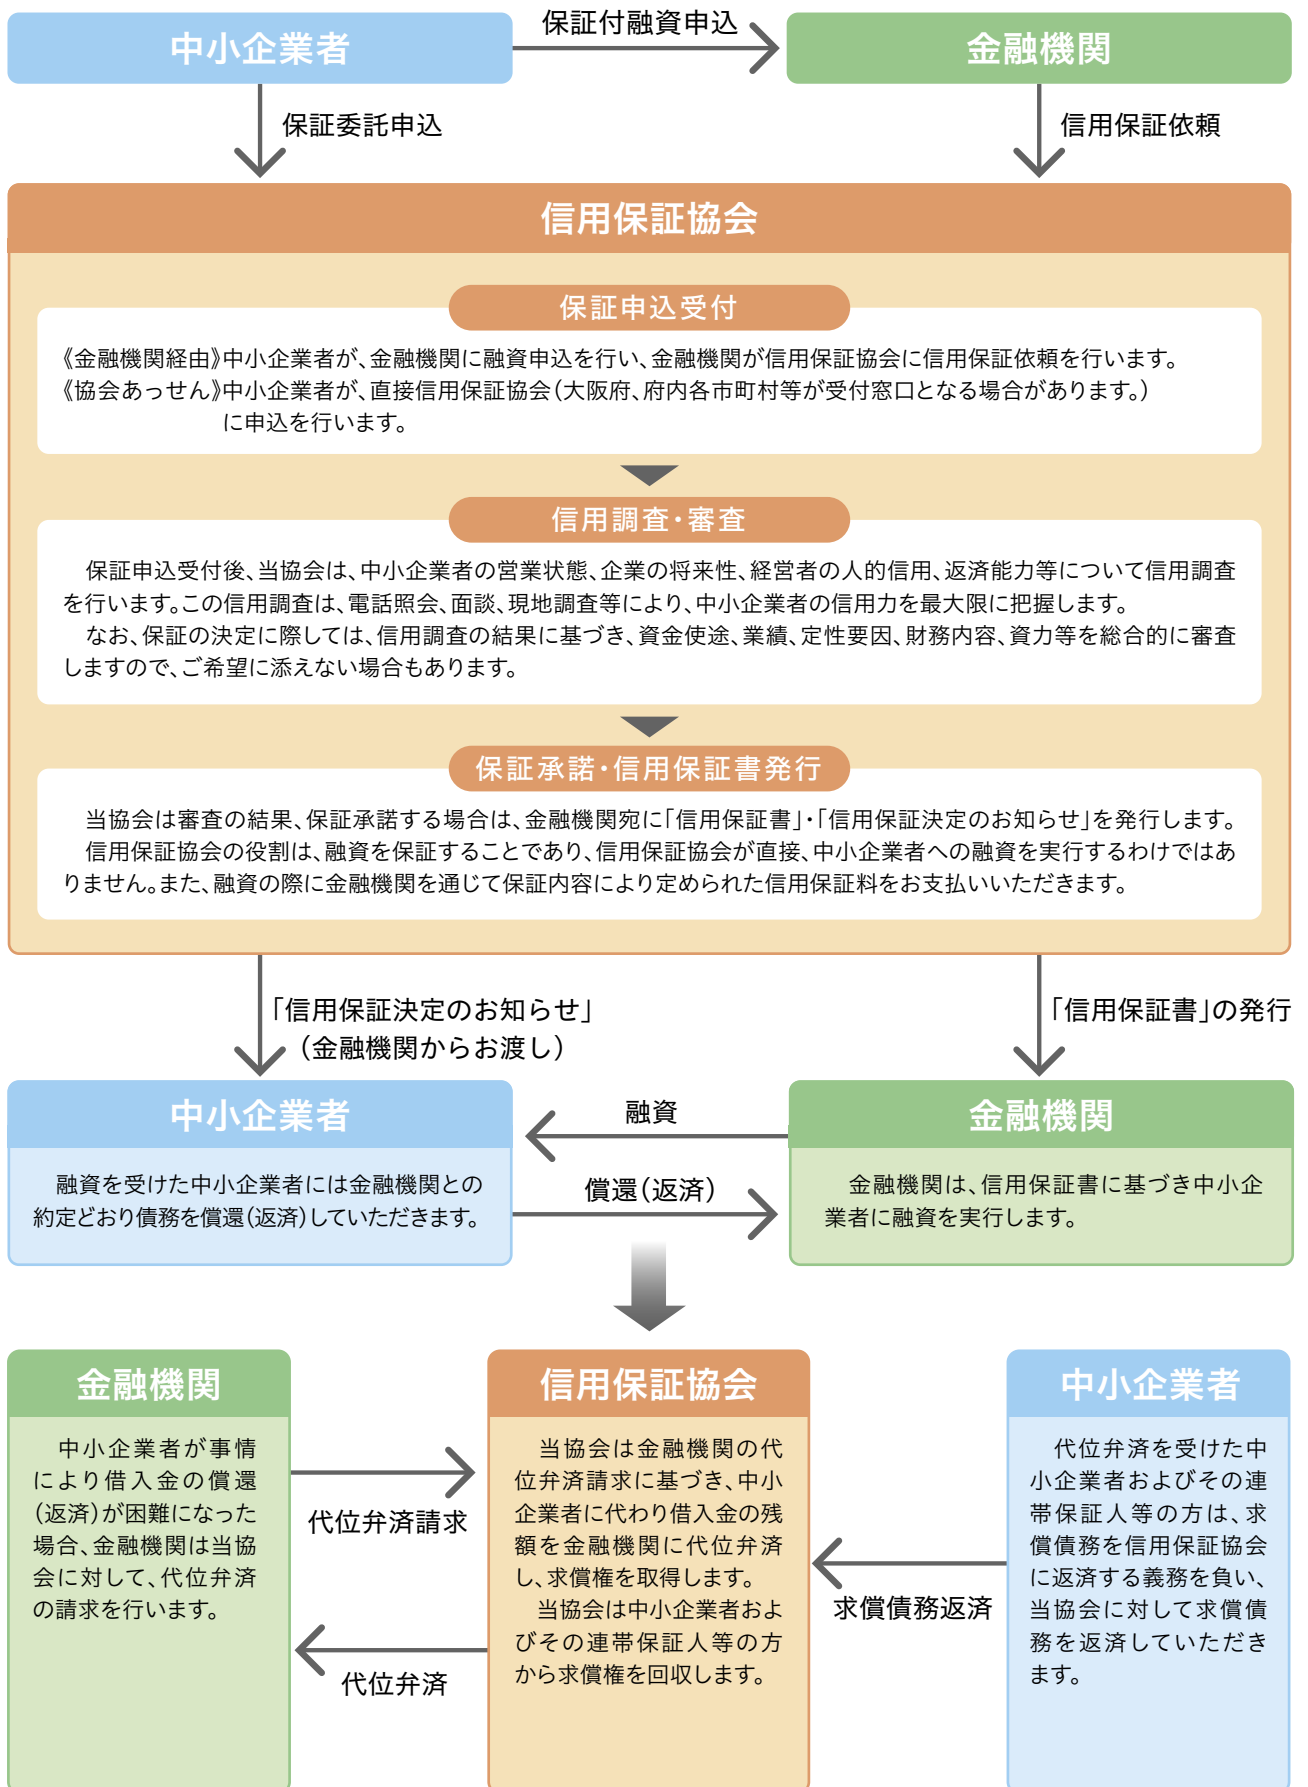 中小企業者
保証付融資申込
金融機関
保証委託申込
信用保証依頼
信用保証協会
保証申込受付
《金融機関経由》中小企業者が、金融機関に融資申込を行い、金融機関が信用保証協会に信用保証依頼を行います。
《協会あっせん》中小企業者が、直接信用保証協会(大阪府、府内各市町村等が受付窓口となる場合があります。)
に申込を行います。
信用調査・審査
保証申込受付後、当協会は、中小企業者の営業状態、企業の将来性、経営者の人的信用、返済能力等について信用調査
を行います。この信用調査は、電話照会、面談、現地調査等により、中小企業者の信用力を最大限に把握します。
なお、保証の決定に際しては、信用調査の結果に基づき、資金使途、業績、定性要因、財務内容、資力等を総合的に審査
しますので、ご希望に添えない場合もあります。
保証承諾・信用保証書発行
当協会は審査の結果、保証承諾する場合は、金融機関宛に「信用保証書」・「信用保証決定のお知らせ」を発行します。
信用保証協会の役割は、融資を保証することであり、信用保証協会が直接、中小企業者への融資を実行するわけではあ
りません。また、融資の際に金融機関を通じて保証内容により定められた信用保証料をお支払いいただきます。
「信用保証決定のお知らせ」
(金融機関からお渡し)
「信用保証書」の発行
中小企業者
融資を受けた中小企業者には金融機関との
約定どおり債務を償還(返済)していただきます。
融資
償還(返済)
金融機関
金融機関は、信用保証書に基づき中小企
業者に融資を実行します。
金融機関
中小企業者が事情
により借入金の償還
(返済)が困難になった
場合、金融機関は当協
会に対して、代位弁済
の請求を行います。
代位弁済請求
代位弁済
信用保証協会
当協会は金融機関の代
位弁済請求に基づき、中小
企業者に代わり借入金の残
額を金融機関に代位弁済
し、求償権を取得します。
当協会は中小企業者およ
びその連帯保証人等の方
から求償権を回収します。
求償債務返済
中小企業者
代位弁済を受けた中
小企業者およびその連
帯保証人等の方は、求
償債務を信用保証協会
に返済する義務を負い、
当協会に対して求償債
務を返済していただき
ます。